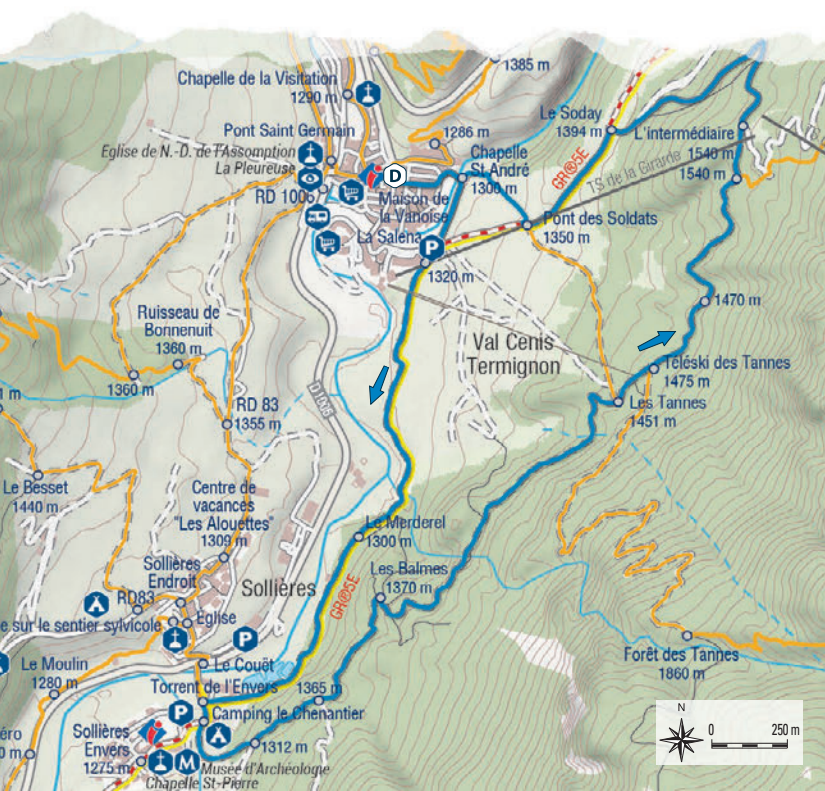 1385 m
Chapelle de la Visitation
1290 m
Le Soday
1394 m
L'intermédiaire
1540 m
1540 m
Pont Saint Germain
1286 m
Eglise de N.-D. de l'Assomption
La Pleureuse
D
Chapelle
St André
1300 m
GR®5E
TS de la Girarde
RD 1006
Maison de
la Vanoise
La Salena
P
Pont des Soldats
1350 m
1320 m
1470 m
Ruisseau de
Bonnenuit
1360 m
Val Cenis
Termignon
Téléski des Tannes
1475 m
1360 m
D1006
1 m
RD 83
1355 m
Les Tannes
1451 m
Le Besset
1440 m
Centre de
vacances
"Les Alouettes"
1309 m
Le Merderel
1300 m
Sollières
Endroit
Sollières
GR®5E
Les Balmes
1370 m
RD83
Eglise
e sur le sentier sylvicole
P
Le Moulin
1280 m
Le Couët
Forêt des Tannes
1860 m
Torrent de l'Envers
1365 m
P
Camping le Chenantier
N
0 250 m
Sollières
Envers
1275 m
1312 m
M
Musée d'Archéologie
Chapelle St-Pierre
éro
0 m